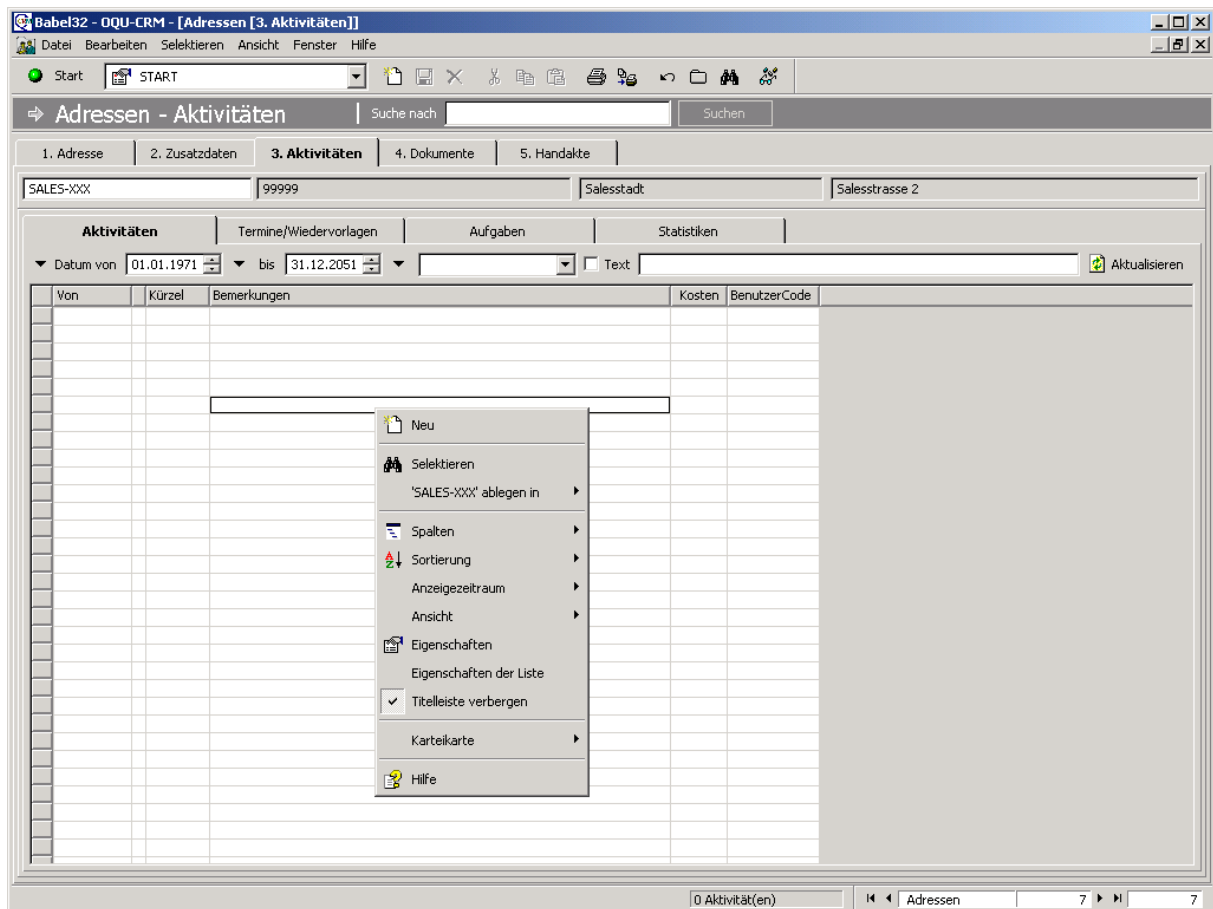 Babel32 - OQU-CRM - [Adressen [3. Aktivitäten]]
Datei Bearbeiten Selektieren Ansicht Fenster Hilfe
Start START
Adressen - Aktivitäten Suche nach Suchen
1. Adresse 2. Zusatzdaten 3. Aktivitäten 4. Dokumente 5. Handakte
SALES-XXX 99999 Salesstadt Salesstrasse 2
Aktivitäten Termine/Wiedervorlagen Aufgaben Statistiken
Datum von 01.01.1971 bis 31.12.2051 Text Aktualisieren
Von Kürzel Bemerkungen Kosten BenutzerCode
Neu
Selektieren
'SALES-XXX' ablegen in
Spalten
Sortierung
Anzeigezeitraum
Ansicht
Eigenschaften
Eigenschaften der Liste
Titelleiste verbergen
Karteikarte
Hilfe
0 Aktivität(en) Adressen 7 7